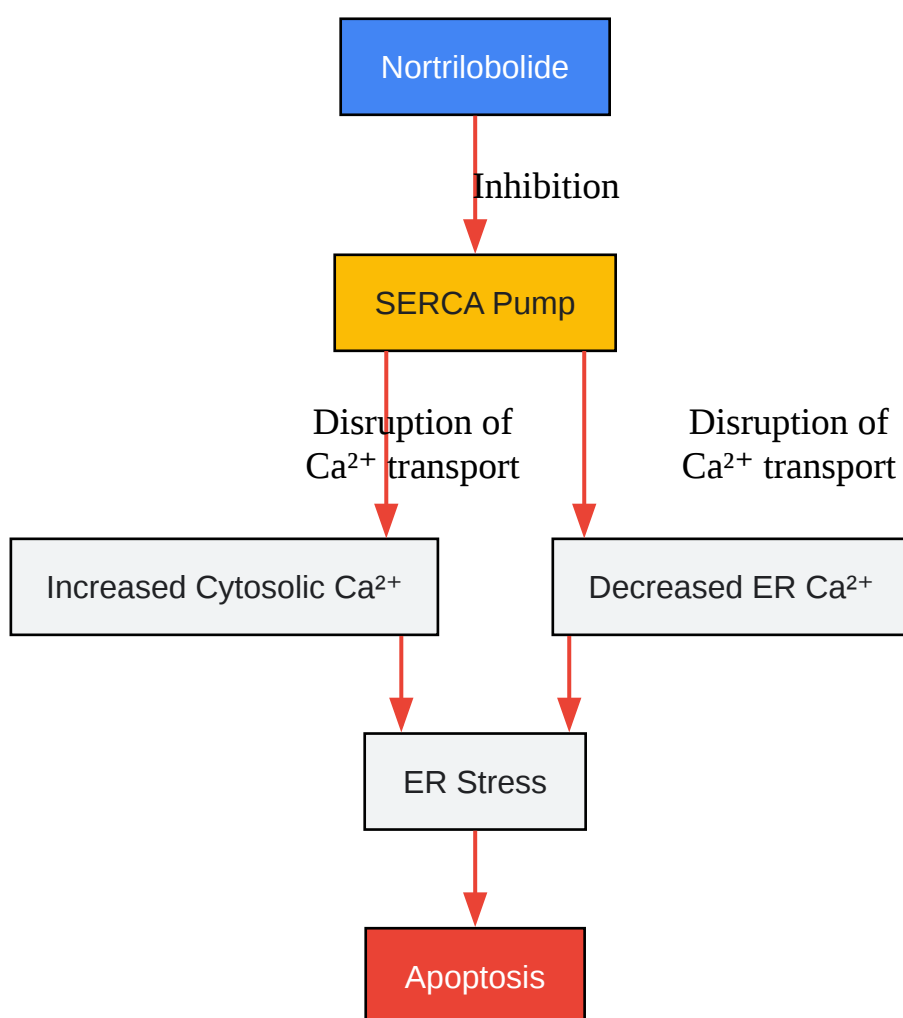 Nortrilobolide
Inhibition
SERCA Pump
Disruption of
Ca²⁺ transport
Disruption of
Ca²⁺ transport
Increased Cytosolic Ca²⁺
Decreased ER Ca²⁺
ER Stress
Apoptosis